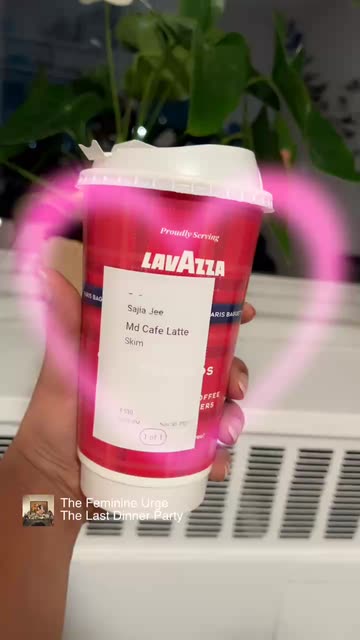 Proudly Serving
LAVAZZA
Sajia Jee
Md Cafe Latte
Skim
1 of 1
The Feminine Urge
The Last Dinner Party